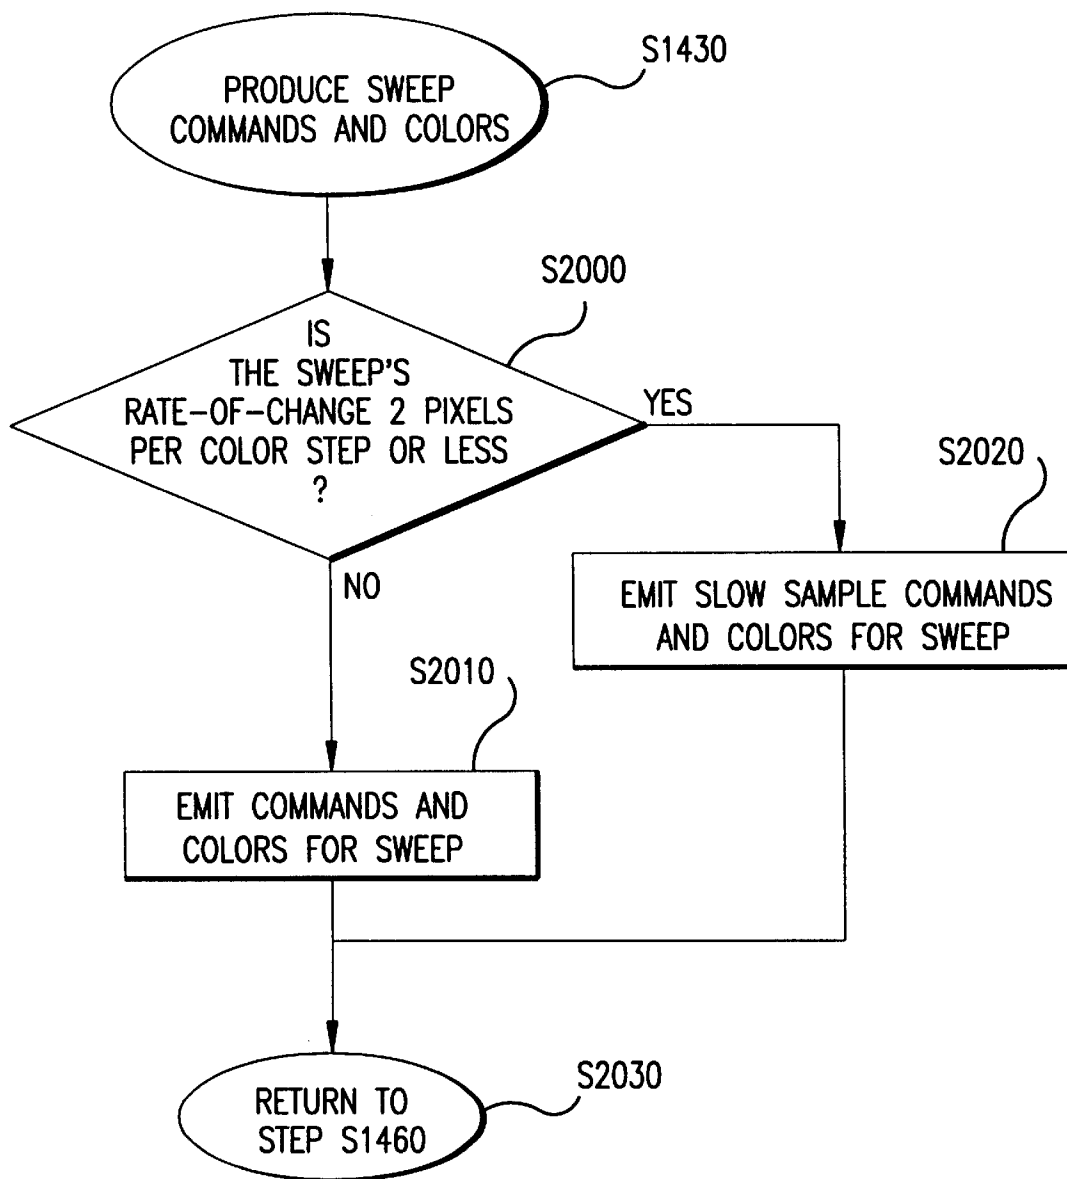 PRODUCE SWEEP
COMMANDS AND COLORS
S1430
S2000
IS
THE SWEEP'S
RATE-OF-CHANGE 2 PIXELS
PER COLOR STEP OR LESS
?
YES
NO
S2020
EMIT SLOW SAMPLE COMMANDS
AND COLORS FOR SWEEP
S2010
EMIT COMMANDS AND
COLORS FOR SWEEP
S2030
RETURN TO
STEP S1460